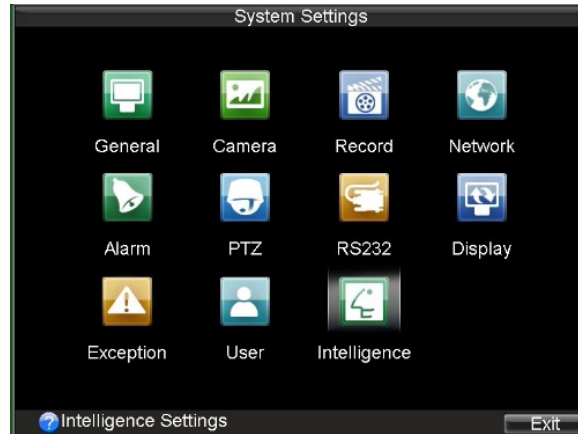 System Settings
General Camera Record Network
Alarm PTZ RS232 Display
Exception User Intelligence
Intelligence Settings Exit